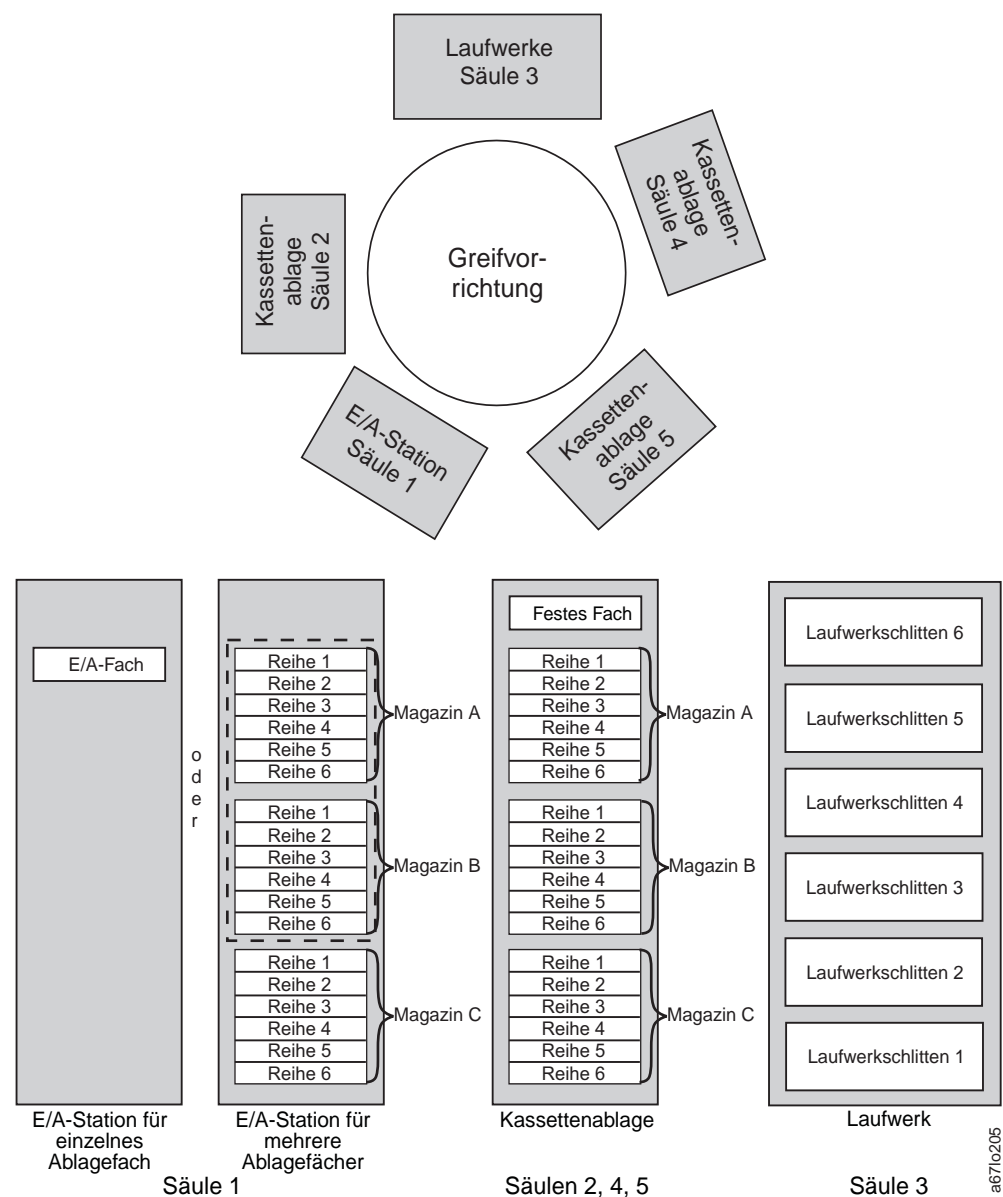 Laufwerke
Säule 3
Kassetten-
ablage
Säule 4
Kassetten-
ablage
Säule 2
Greifvor-
richtung
E/A-Station
Säule 1
Kassetten-
ablage
Säule 5
E/A-Fach
oder
Reihe 1
Reihe 2
Reihe 3
Reihe 4
Reihe 5
Reihe 6
Magazin A
Reihe 1
Reihe 2
Reihe 3
Reihe 4
Reihe 5
Reihe 6
Magazin B
Reihe 1
Reihe 2
Reihe 3
Reihe 4
Reihe 5
Reihe 6
Magazin C
Festes Fach
Reihe 1
Reihe 2
Reihe 3
Reihe 4
Reihe 5
Reihe 6
Magazin A
Reihe 1
Reihe 2
Reihe 3
Reihe 4
Reihe 5
Reihe 6
Magazin B
Reihe 1
Reihe 2
Reihe 3
Reihe 4
Reihe 5
Reihe 6
Magazin C
Laufwerkschlitten 6
Laufwerkschlitten 5
Laufwerkschlitten 4
Laufwerkschlitten 3
Laufwerkschlitten 2
Laufwerkschlitten 1
E/A-Station für
einzelnes
Ablagefach
E/A-Station für
mehrere
Ablagefächer
Kassettenablage
Laufwerk
Säule 1
Säulen 2, 4, 5
Säule 3
a67lo205